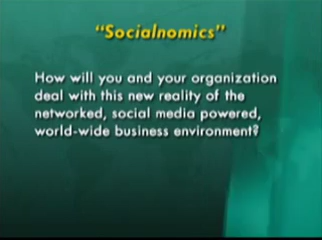 "Socialnomics"
How will you and your organization
deal with this new reality of the
networked, social media powered,
world-wide business environment?